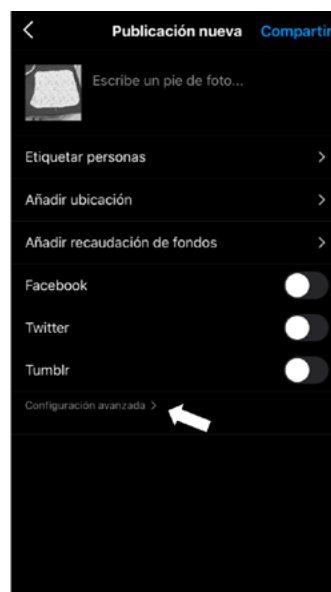 Publicación nueva Compartir
Escribe un pie de foto...
Etiquetar personas
Añadir ubicación
Añadir recaudación de fondos
Facebook
Twitter
Tumblr
Configuración avanzada